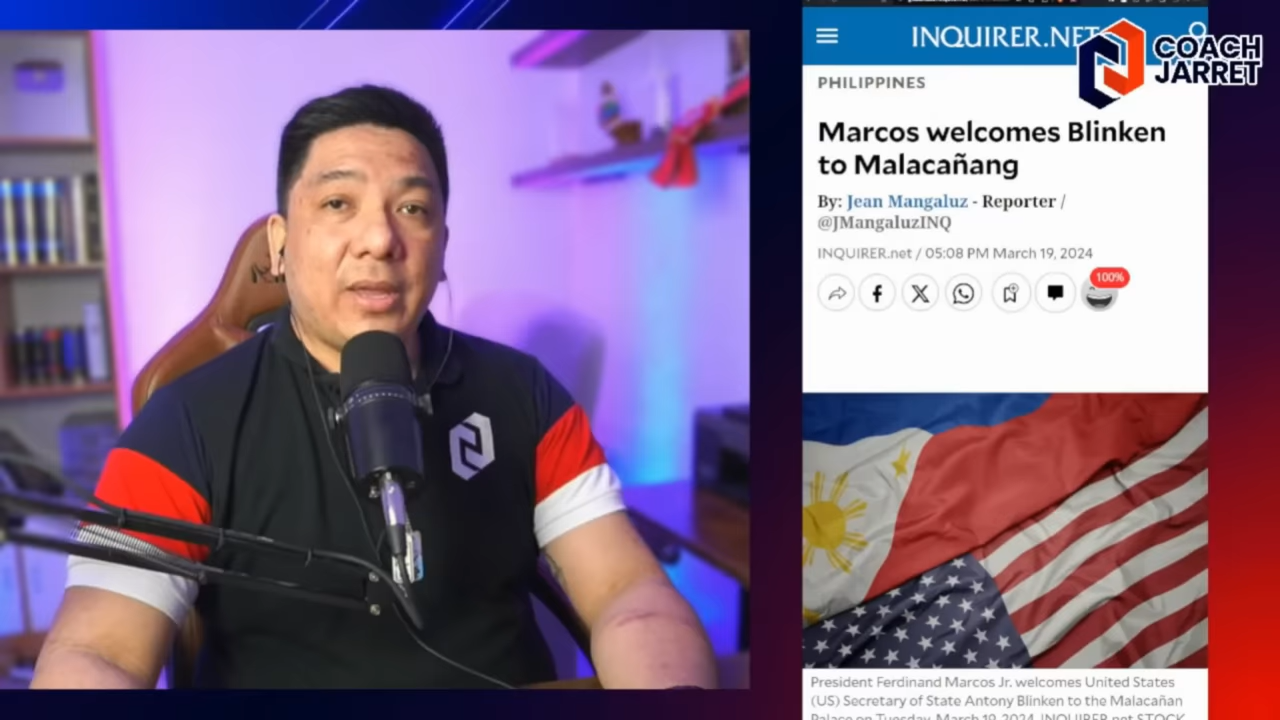 INQUIRER.NET
COACH
JARRET
PHILIPPINES
Marcos welcomes Blinken
to Malacañang
By: Jean Mangaluz - Reporter /
@JMangaluzINQ
INQUIRER.net / 05:08 PM March 19, 2024
100%
President Ferdinand Marcos Jr. welcomes United States
(US) Secretary of State Antony Blinken to the Malacañan
Palace on Tuesday, March 19, 2024. INQUIRER.net STOCK